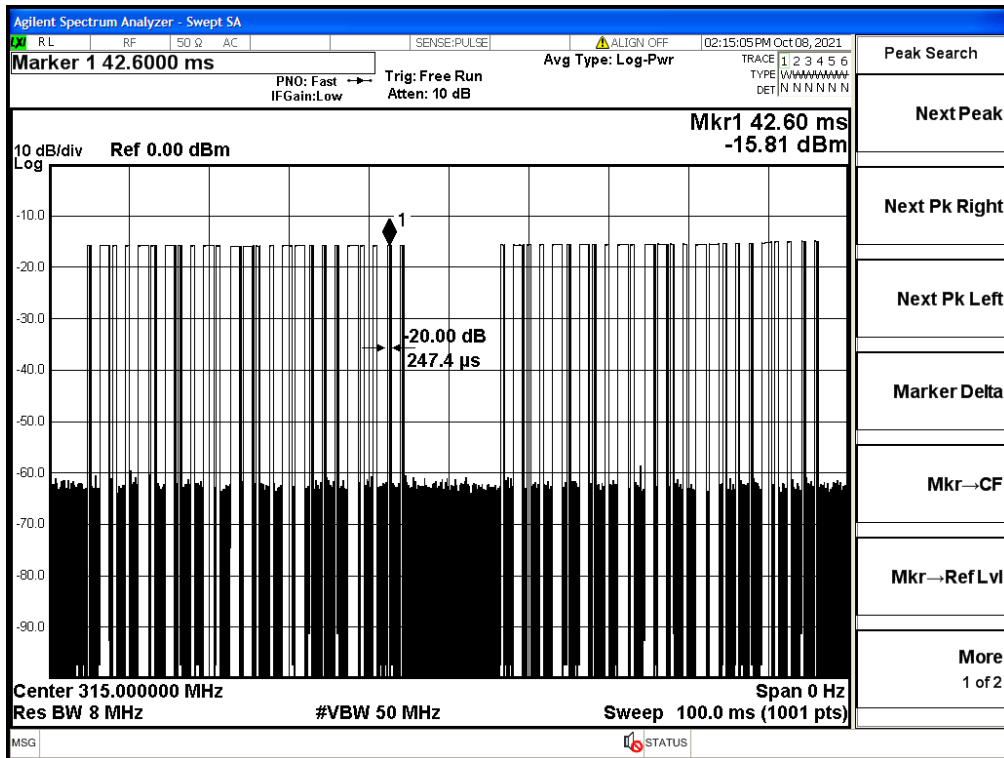 Agilent Spectrum Analyzer - Swept SA
LXI RL RF 50 Ω AC SENSE:PULSE ALIGN OFF 02:15:05 PM Oct 08, 2021
Marker 1 42.6000 ms
PNO: Fast
IFGain:Low
Trig: Free Run
Atten: 10 dB
Avg Type: Log-Pwr
TRACE 1 2 3 4 5 6
TYPE WWWWWW
DET N N N N N N
Mkr1 42.60 ms
-15.81 dBm
10 dB/div Ref 0.00 dBm
Log
-10.0
-20.0
-30.0
-40.0
-50.0
-60.0
-70.0
-80.0
-90.0
1
-20.00 dB
247.4 µs
Center 315.000000 MHz Span 0 Hz
Res BW 8 MHz #VBW 50 MHz Sweep 100.0 ms (1001 pts)
MSG STATUS
Peak Search
Next Peak
Next Pk Right
Next Pk Left
Marker Delta
Mkr→CF
Mkr→Ref Lvl
More
1 of 2